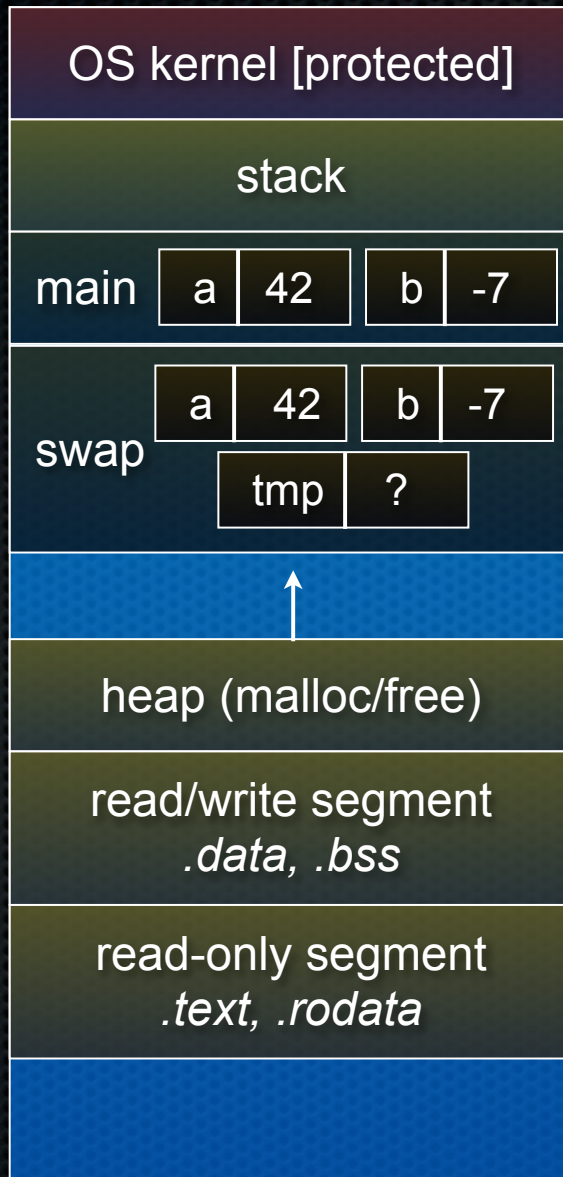 OS kernel [protected]
stack
main a 42 b -7
swap a 42 b -7
tmp ?
heap (malloc/free)
read/write segment
.data, .bss
read-only segment
.text, .rodata